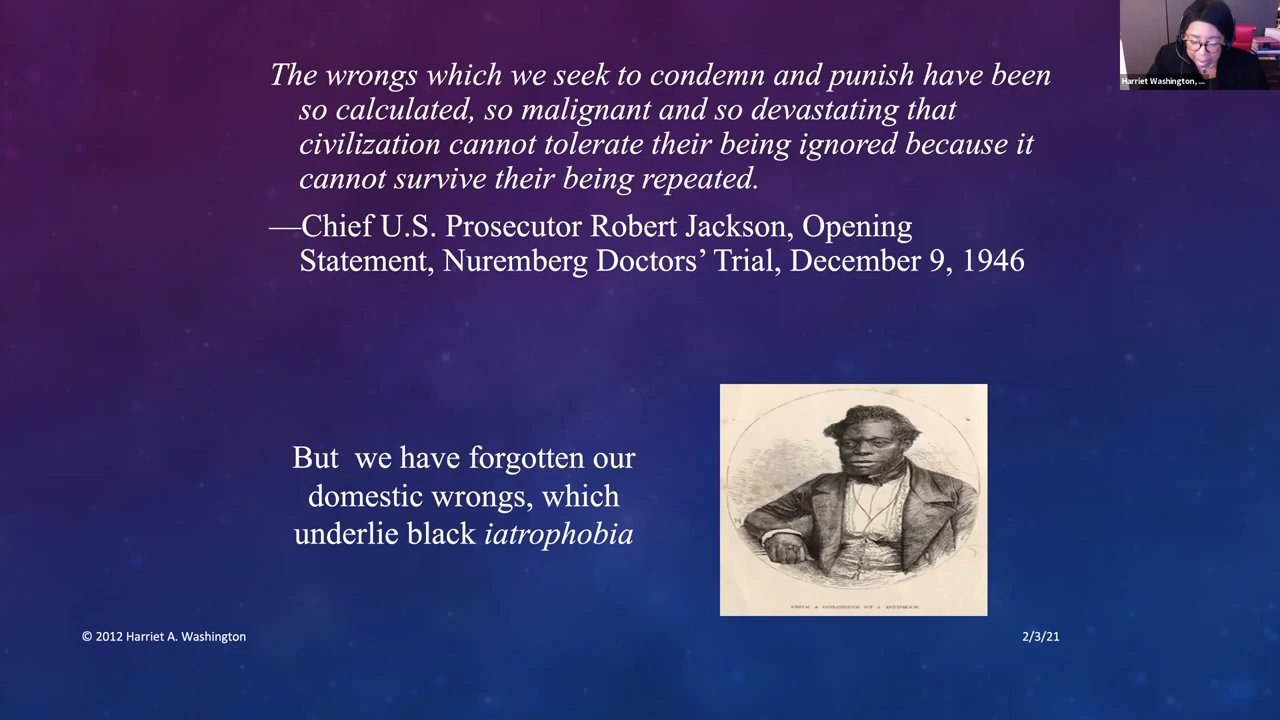 Harriet Washington, ...
The wrongs which we seek to condemn and punish have been
so calculated, so malignant and so devastating that
civilization cannot tolerate their being ignored because it
cannot survive their being repeated.
—Chief U.S. Prosecutor Robert Jackson, Opening
Statement, Nuremberg Doctors’ Trial, December 9, 1946
But  we have forgotten our
domestic wrongs, which
underlie black iatrophobia
© 2012 Harriet A. Washington
2/3/21